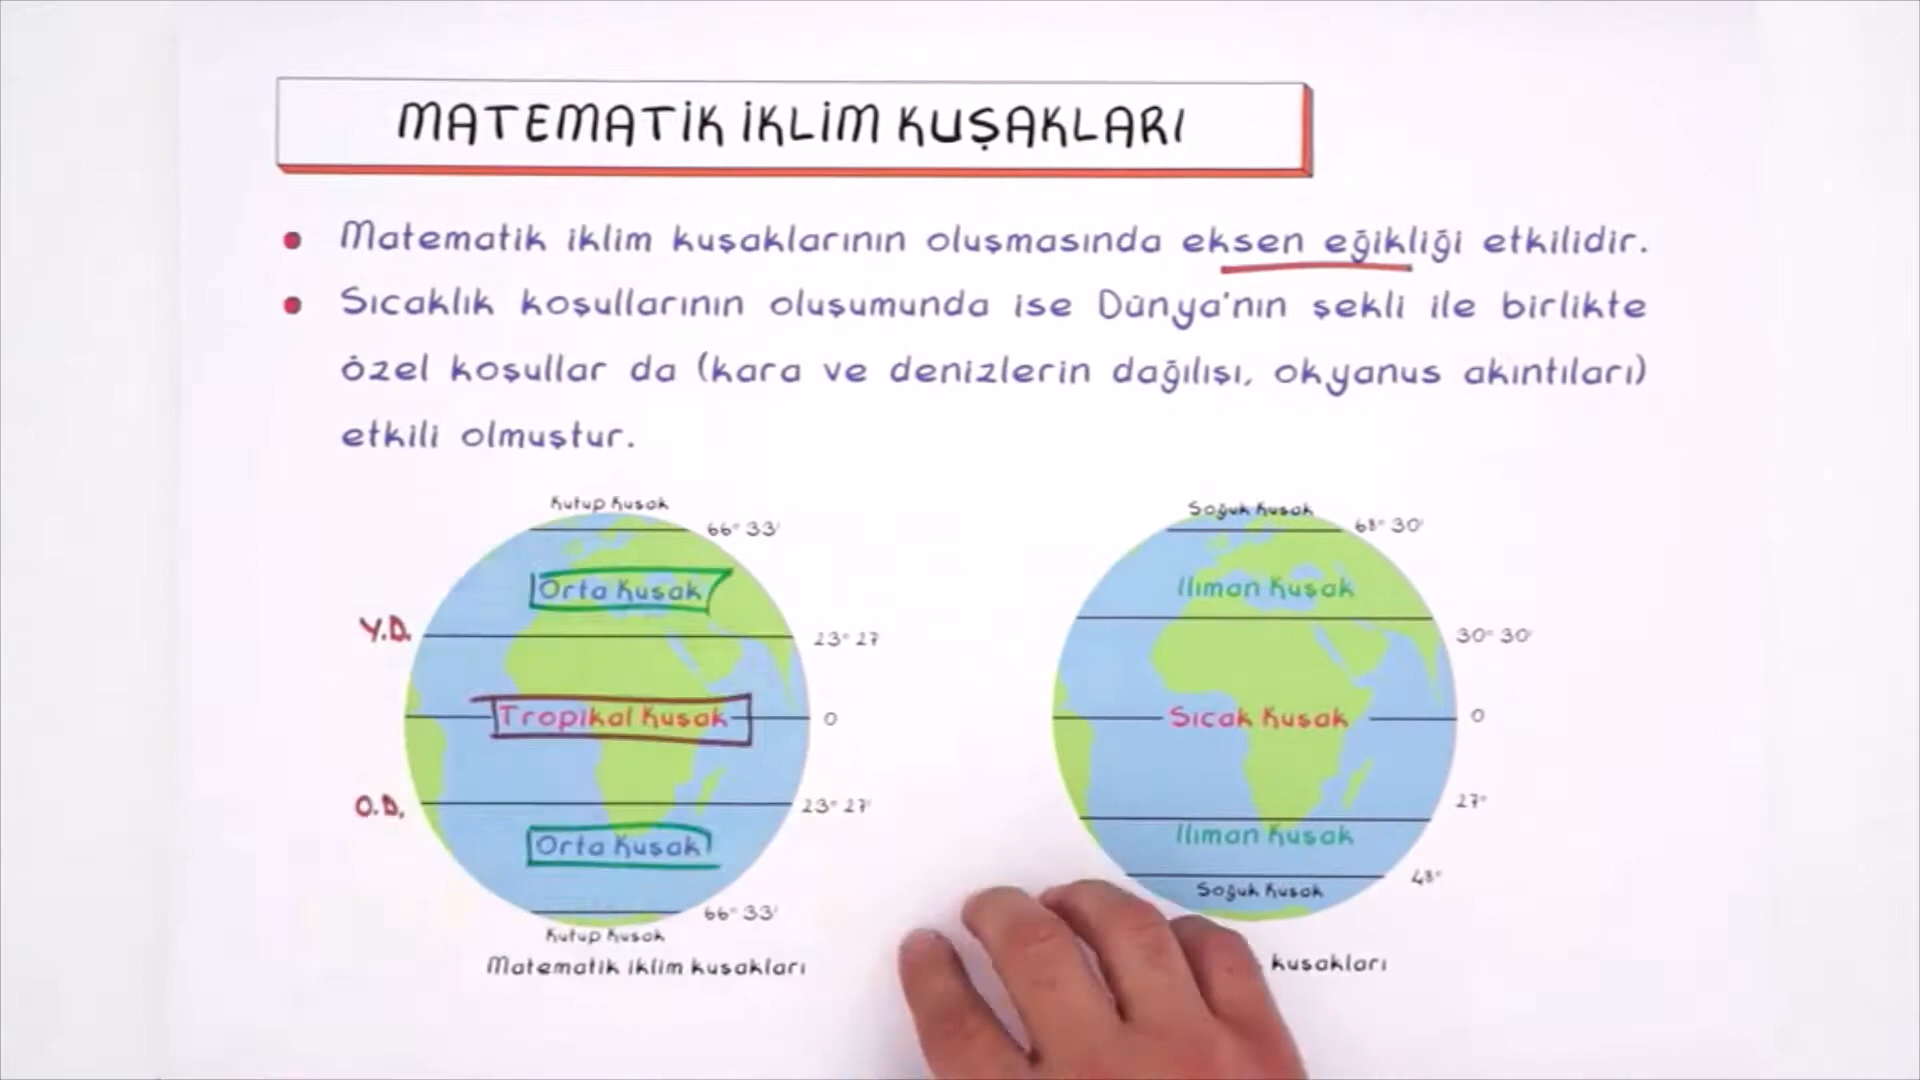 MATEMATİK İKLİM KUŞAKLARI
Matematik iklim kuşaklarının oluşmasında eksen eğikliği etkilidir.
Sıcaklık koşullarının oluşumunda ise Dünya'nın şekli ile birlikte
özel koşullar da (kara ve denizlerin dağılışı, okyanus akıntıları)
etkili olmuştur.
Kutup Kuşak
66° 33'
Orta Kuşak
Y.D.
23° 27'
Tropikal Kuşak
0
O.D.
23° 27'
Orta Kuşak
66° 33'
Kutup Kuşak
Matematik iklim kuşakları
Soğuk Kuşak
68° 30'
Ilıman Kuşak
30° 30'
Sıcak Kuşak
0
27°
Ilıman Kuşak
48°
Soğuk Kuşak
kuşakları